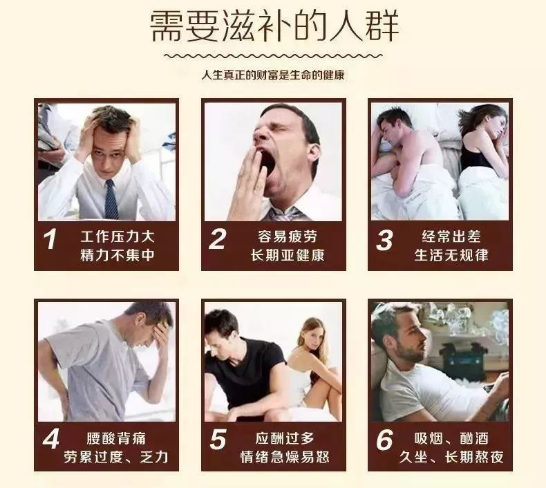 需要滋补的人群
人生真正的财富是生命的健康
1
工作压力大
精力不集中
2
容易疲劳
长期亚健康
3
经常出差
生活无规律
4
腰酸背痛
劳累过度、乏力
5
应酬过多
情绪急燥易怒
6
吸烟、酗酒
久坐、长期熬夜